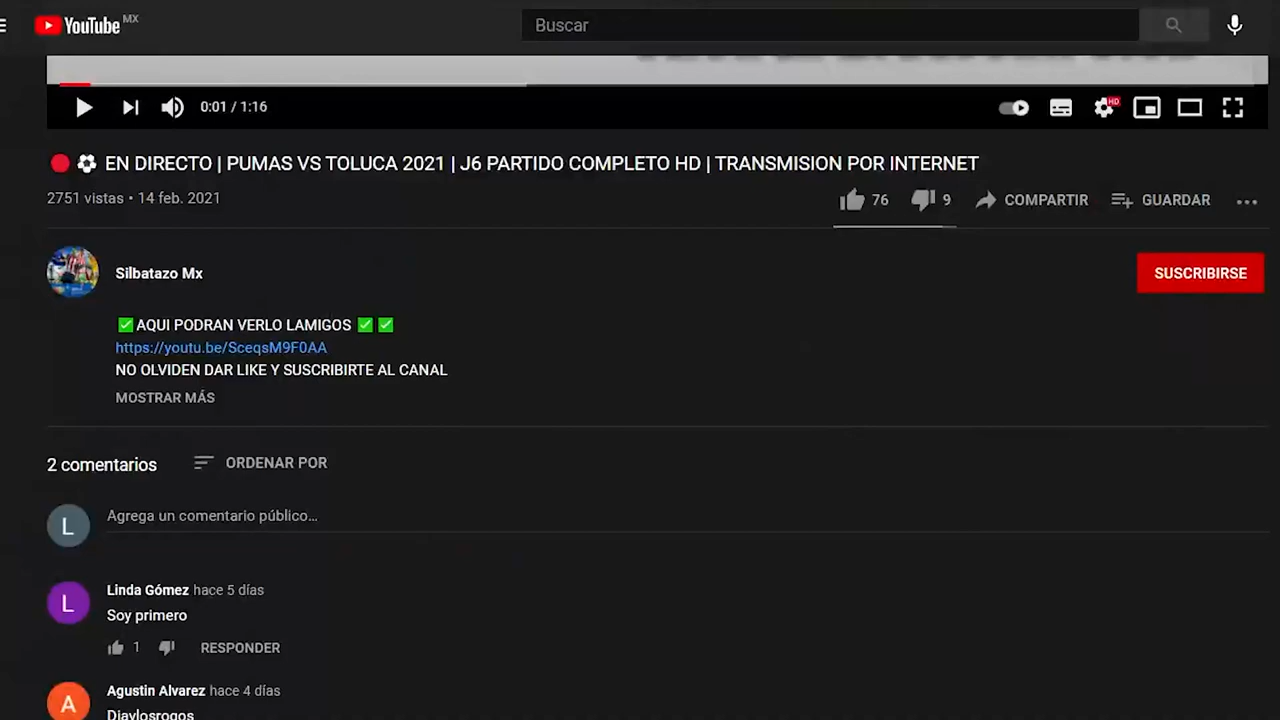 YouTube MX
Buscar
0:01 / 1:16
HD
EN DIRECTO | PUMAS VS TOLUCA 2021 | J6 PARTIDO COMPLETO HD | TRANSMISION POR INTERNET
2751 vistas • 14 feb. 2021
76
9
COMPARTIR
GUARDAR
Silbatazo Mx
SUSCRIBIRSE
✅AQUI PODRAN VERLO LAMIGOS ✅ ✅
https://youtu.be/SceqsM9F0AA
NO OLVIDEN DAR LIKE Y SUSCRIBIRTE AL CANAL
MOSTRAR MÁS
2 comentarios
ORDENAR POR
L
Agrega un comentario público...
L
Linda Gómez hace 5 días
Soy primero
1
RESPONDER
A
Agustin Alvarez hace 4 días
Diaylosrogos